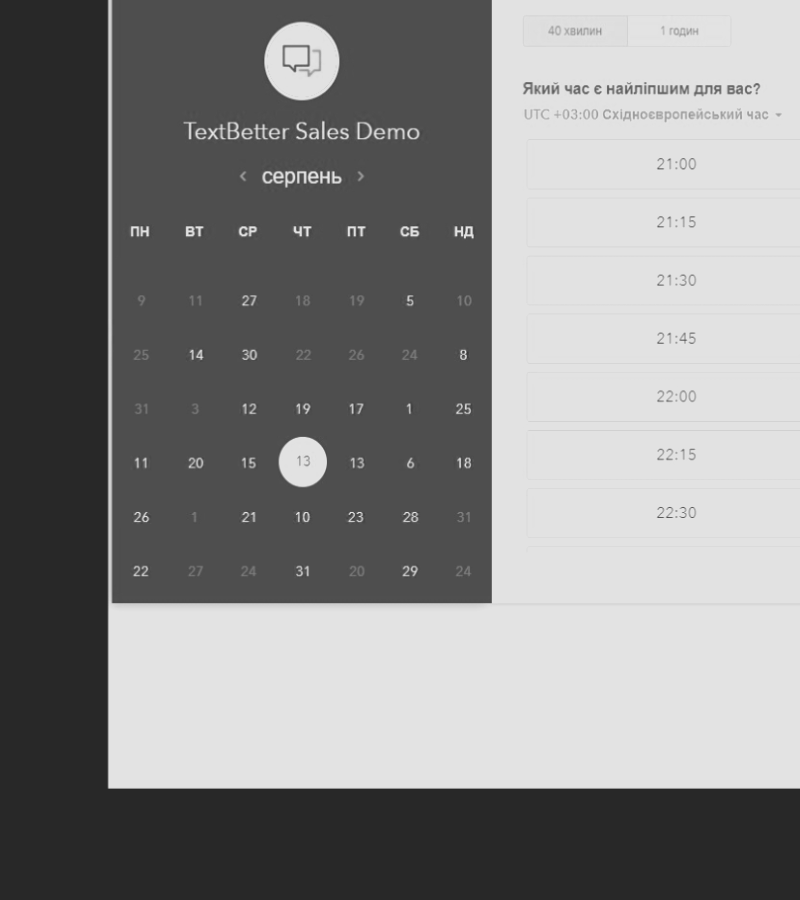 TextBetter Sales Demo
серпень
ПН ВТ СР ЧТ ПТ СБ НД
9 11 27 18 19 5 10
25 14 30 22 26 24 8
31 3 12 19 17 1 25
11 20 15 13 13 6 18
26 1 21 10 23 28 31
22 27 24 31 20 29 24
40 хвилин 1 годин
Який час є найліпшим для вас?
UTC +03:00 Східноєвропейський час
21:00
21:15
21:30
21:45
22:00
22:15
22:30